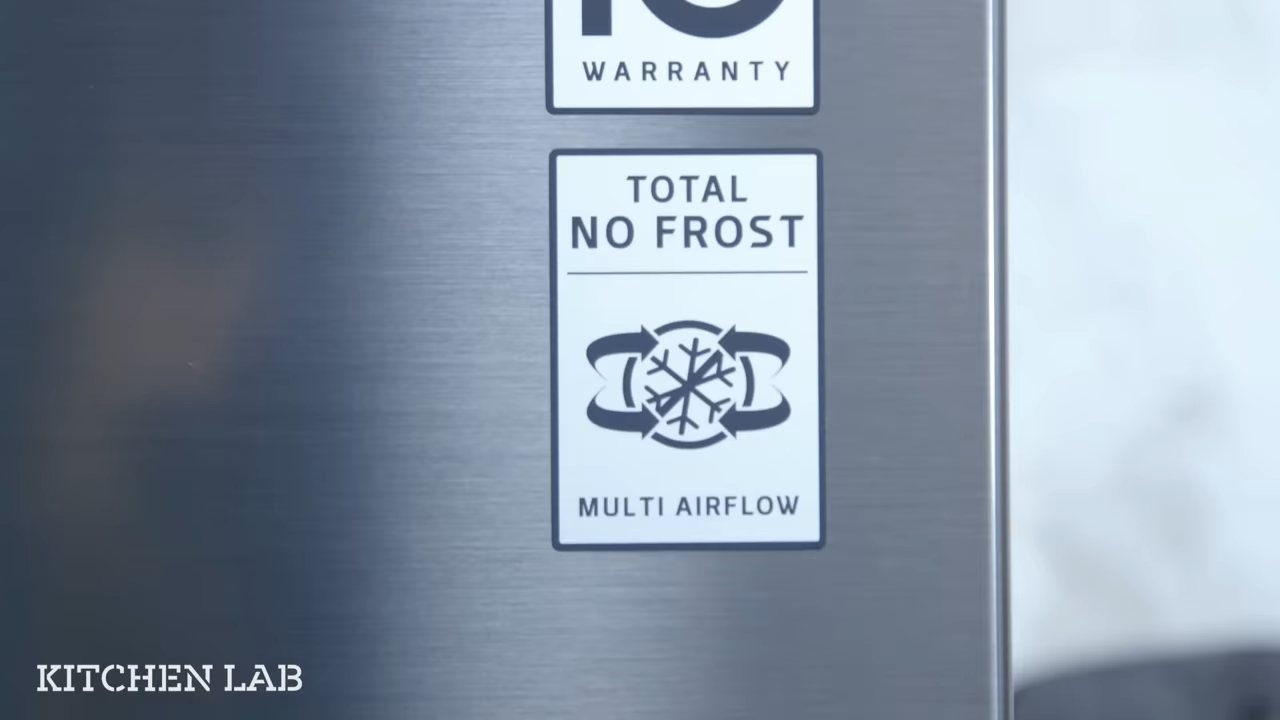 WARRANTY
TOTAL
NO FROST
MULTI AIRFLOW
KITCHEN LAB